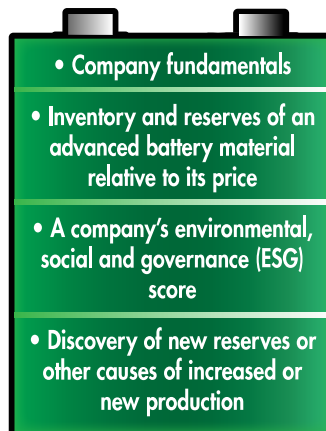 • Company fundamentals
• Inventory and reserves of an
advanced battery material
relative to its price
• A company’s environmental,
social and governance (ESG)
score
• Discovery of new reserves or
other causes of increased or
new production